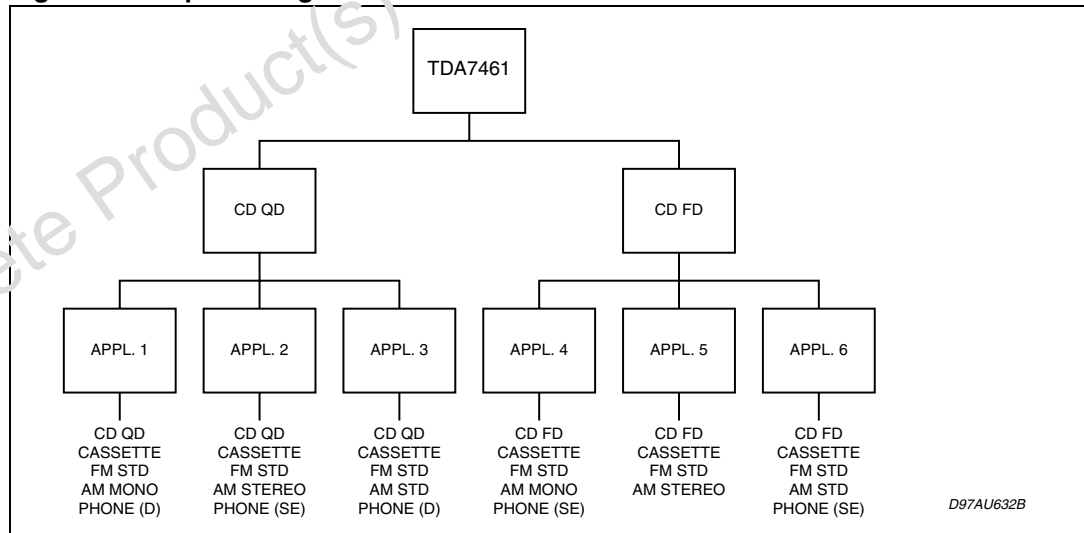 TDA7461
CD QD
CD FD
APPL. 1
APPL. 2
APPL. 3
APPL. 4
APPL. 5
APPL. 6
CD QD
CASSETTE
FM STD
AM MONO
PHONE (D)
CD QD
CASSETTE
FM STD
AM STEREO
PHONE (SE)
CD QD
CASSETTE
FM STD
AM STD
PHONE (D)
CD FD
CASSETTE
FM STD
AM MONO
PHONE (SE)
CD FD
CASSETTE
FM STD
AM STEREO
CD FD
CASSETTE
FM STD
AM STD
PHONE (SE)
D97AU632B
ete Product(s)